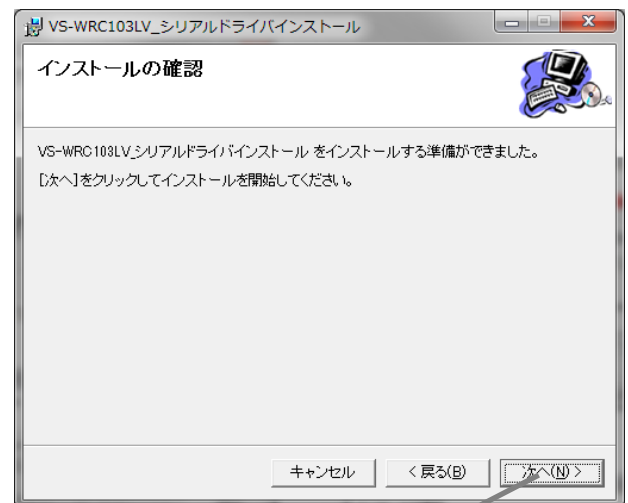 VS-WRC103LV_シリアルドライバインストール
インストールの確認
VS-WRC103LV_シリアルドライバインストール をインストールする準備ができました。
[次へ]をクリックしてインストールを開始してください。
キャンセル < 戻る(B) 次へ(N) >